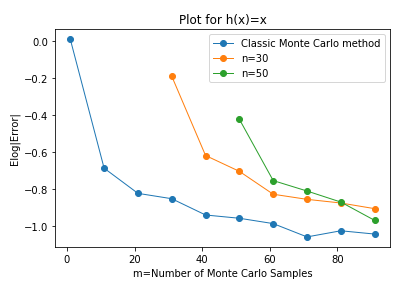 Plot for h(x)=x
Classic Monte Carlo method
n=30
n=50
0.0
−0.2
−0.4
−0.6
−0.8
−1.0
Elog|Error|
0 20 40 60 80
m=Number of Monte Carlo Samples